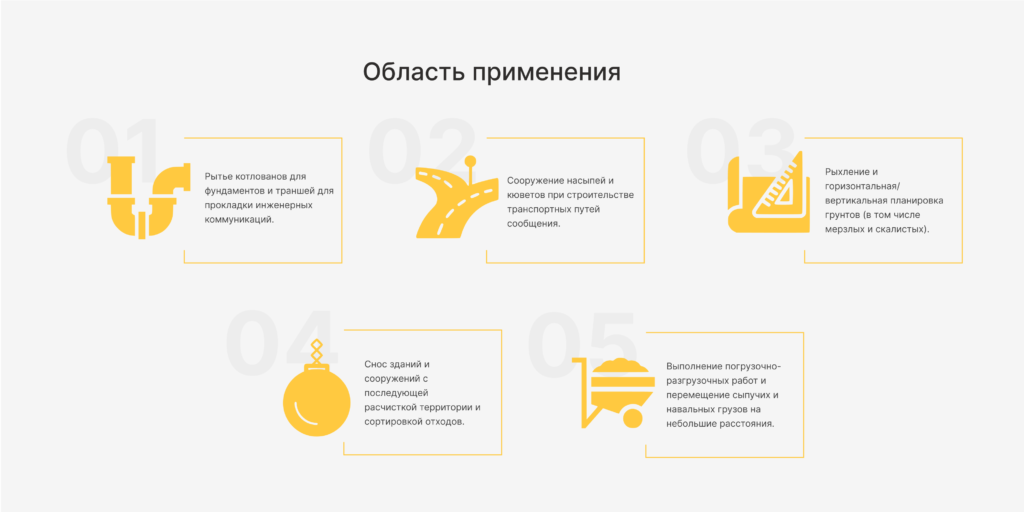 Область применения
01
Рытье котлованов для
фундаментов и траншей для
прокладки инженерных
коммуникаций.
02
Сооружение насыпей и
кюветов при строительстве
транспортных путей
сообщения.
03
Рыхление и
горизонтальная/
вертикальная планировка
грунтов (в том числе
мерзлых и скалистых).
04
Снос зданий и
сооружений с
последующей
расчисткой территории и
сортировкой отходов.
05
Выполнение погрузочно-
разгрузочных работ и
перемещение сыпучих и
навальных грузов на
небольшие расстояния.